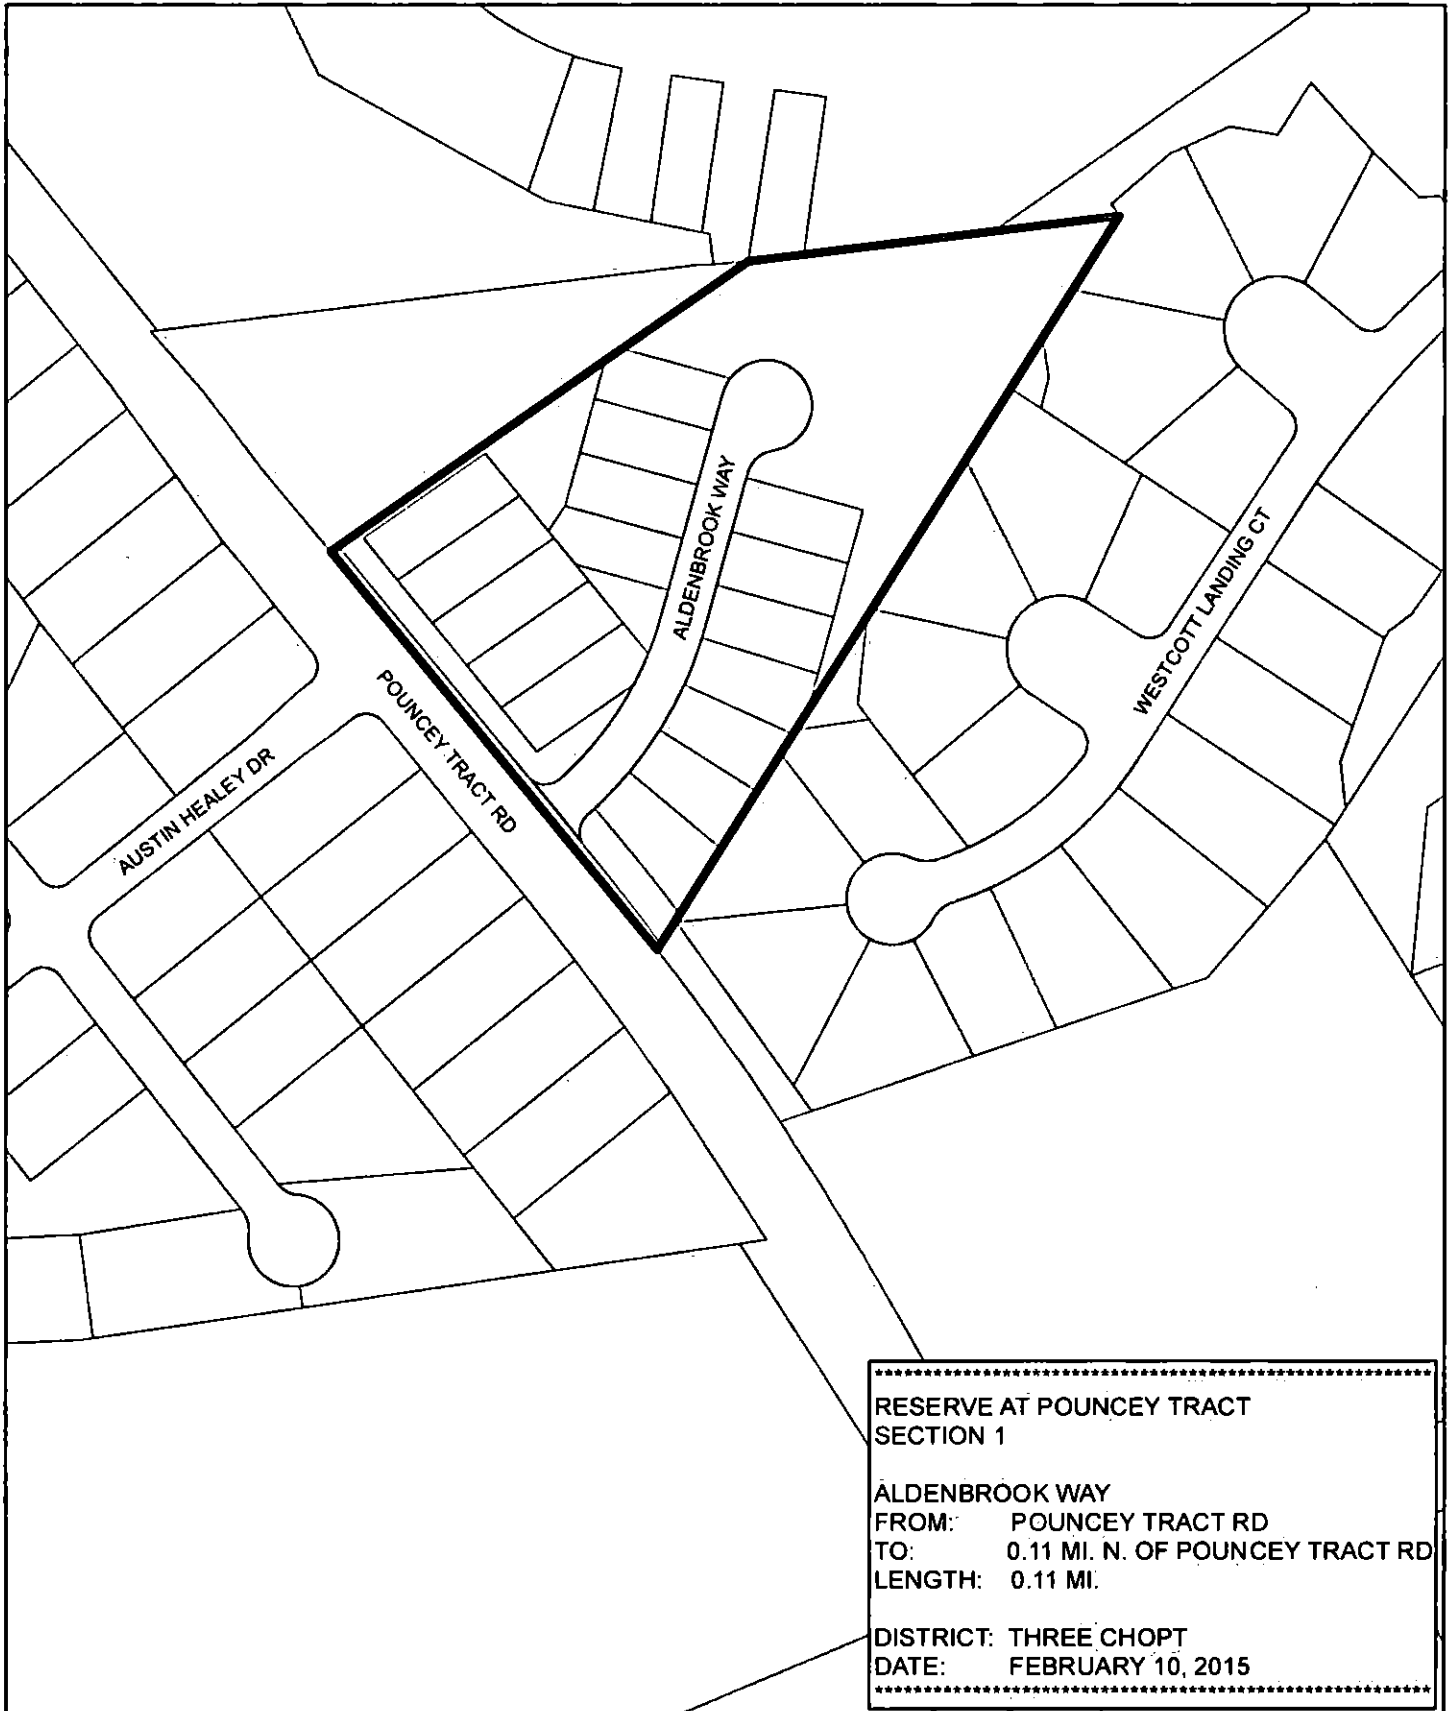 ALDENBROOK WAY
WESTCOTT LANDING CT
POUNCEY TRACT RD
AUSTIN HEALEY DR
RESERVE AT POUNCEY TRACT
SECTION 1
ALDENBROOK WAY
FROM: POUNCEY TRACT RD
TO: 0.11 MI. N. OF POUNCEY TRACT RD
LENGTH: 0.11 MI.
DISTRICT: THREE CHOPT
DATE: FEBRUARY 10, 2015